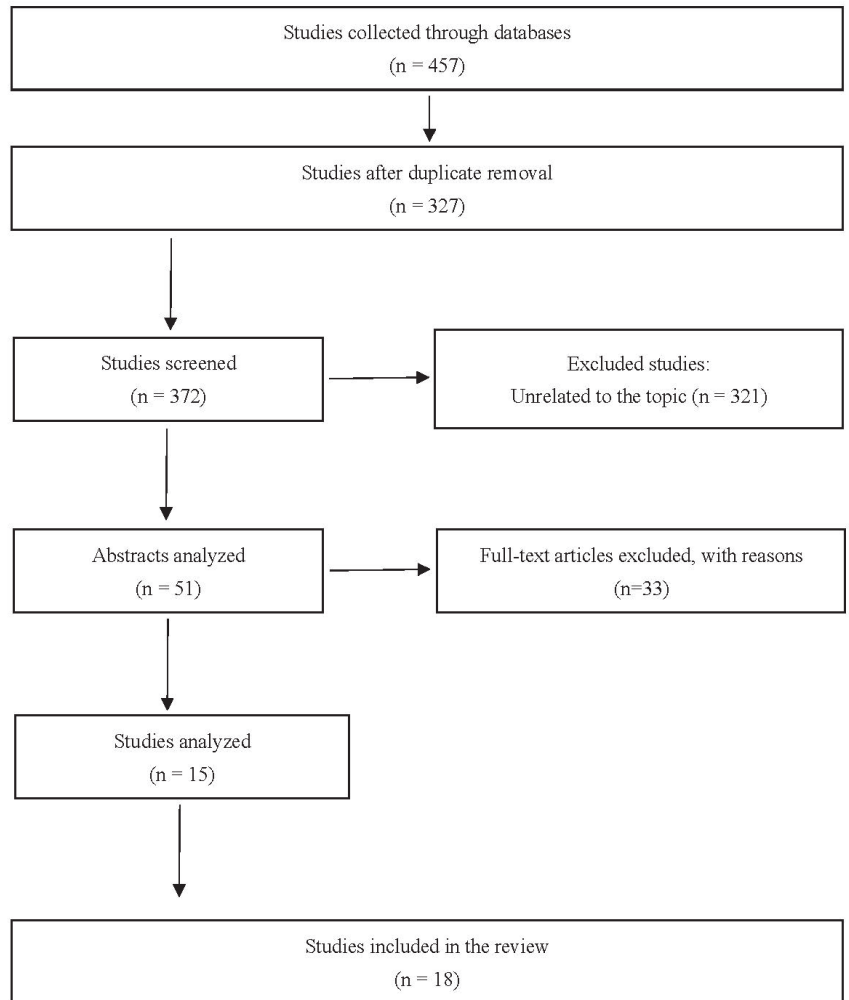 Studies collected through databases
(n = 457)
Studies after duplicate removal
(n = 327)
Studies screened
(n = 372)
Excluded studies:
Unrelated to the topic (n = 321)
Abstracts analyzed
(n = 51)
Full-text articles excluded, with reasons
(n=33)
Studies analyzed
(n = 15)
Studies included in the review
(n = 18)